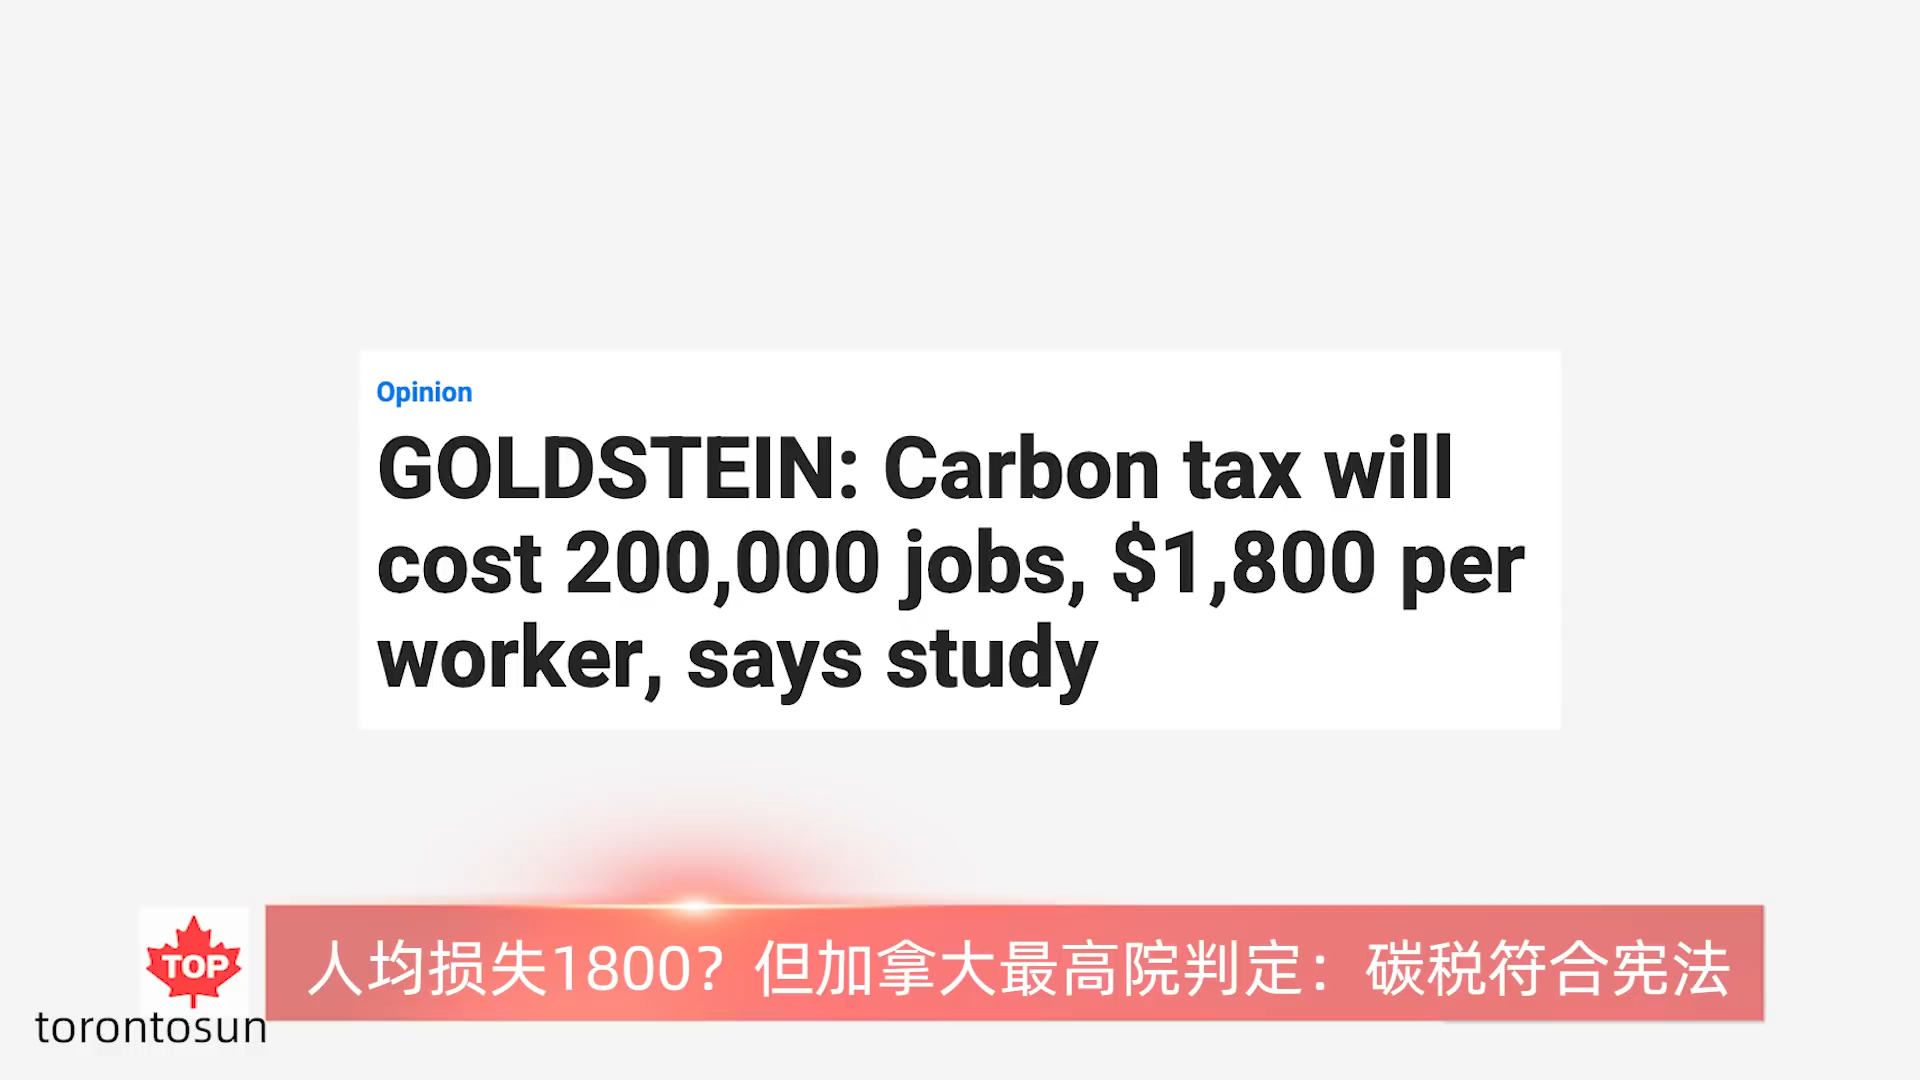 Opinion
GOLDSTEIN: Carbon tax will
cost 200,000 jobs, $1,800 per
worker, says study
TOP
人均损失1800？但加拿大最高院判定：碳税符合宪法
torontosun